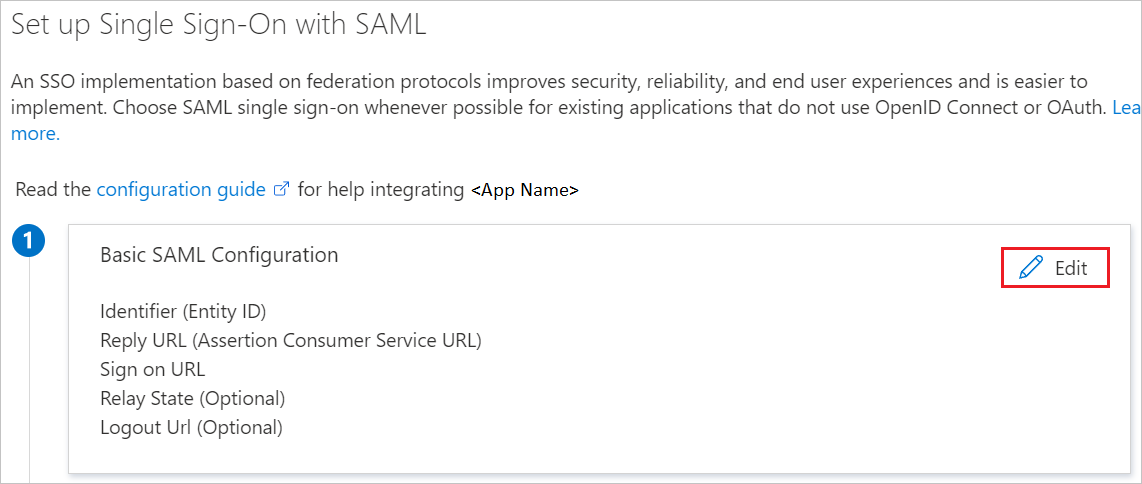 Set up Single Sign-On with SAML
An SSO implementation based on federation protocols improves security, reliability, and end user experiences and is easier to
implement. Choose SAML single sign-on whenever possible for existing applications that do not use OpenID Connect or OAuth. Lea
more.
Read the configuration guide for help integrating <App Name>
1
Basic SAML Configuration
Edit
Identifier (Entity ID)
Reply URL (Assertion Consumer Service URL)
Sign on URL
Relay State (Optional)
Logout Url (Optional)